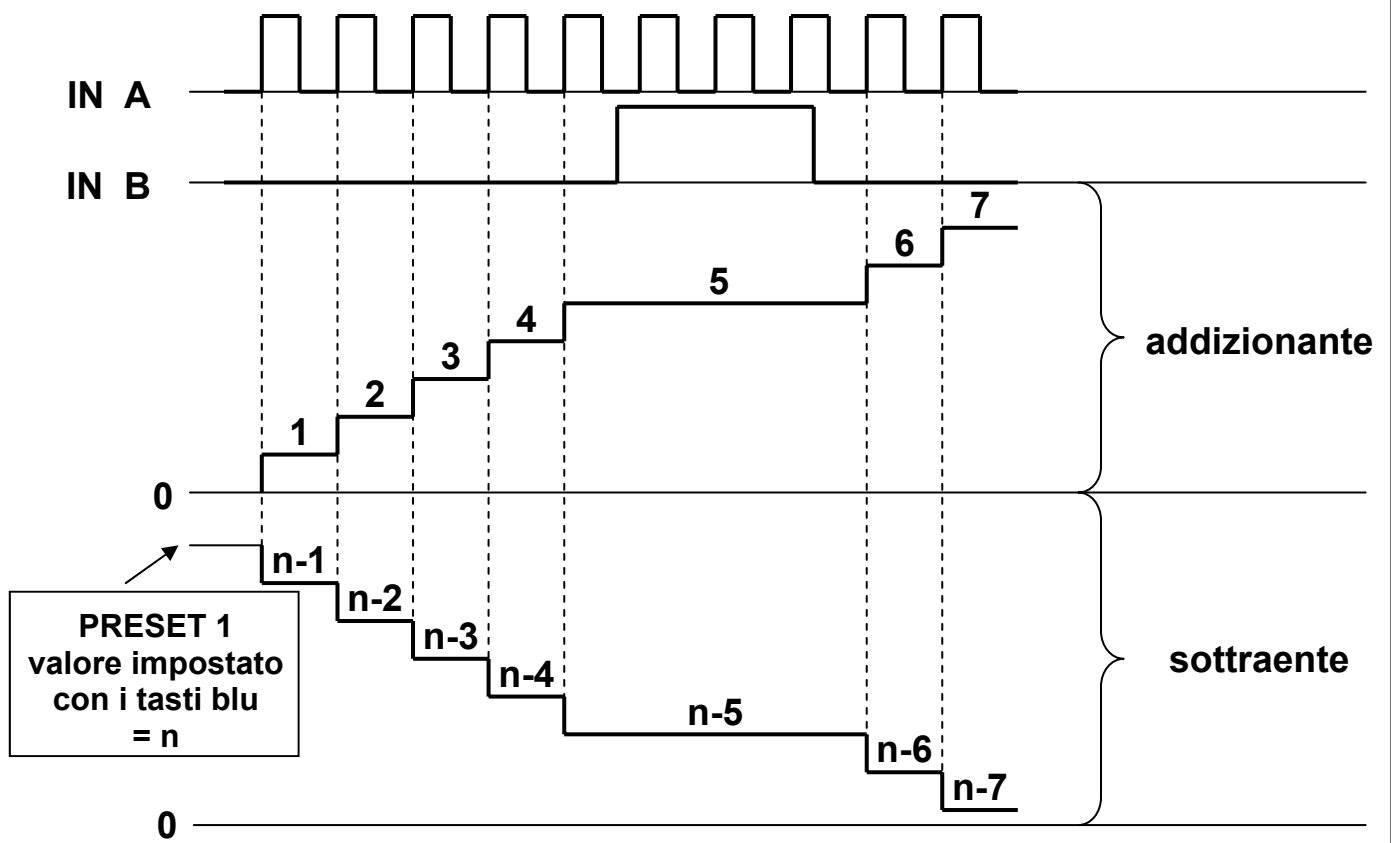 IN A
IN B
7
6
5
4
addizionante
3
2
1
0
n-1
n-2
PRESET 1
valore impostato
con i tasti blu
= n
n-3
n-4
sottraente
n-5
n-6
n-7
0